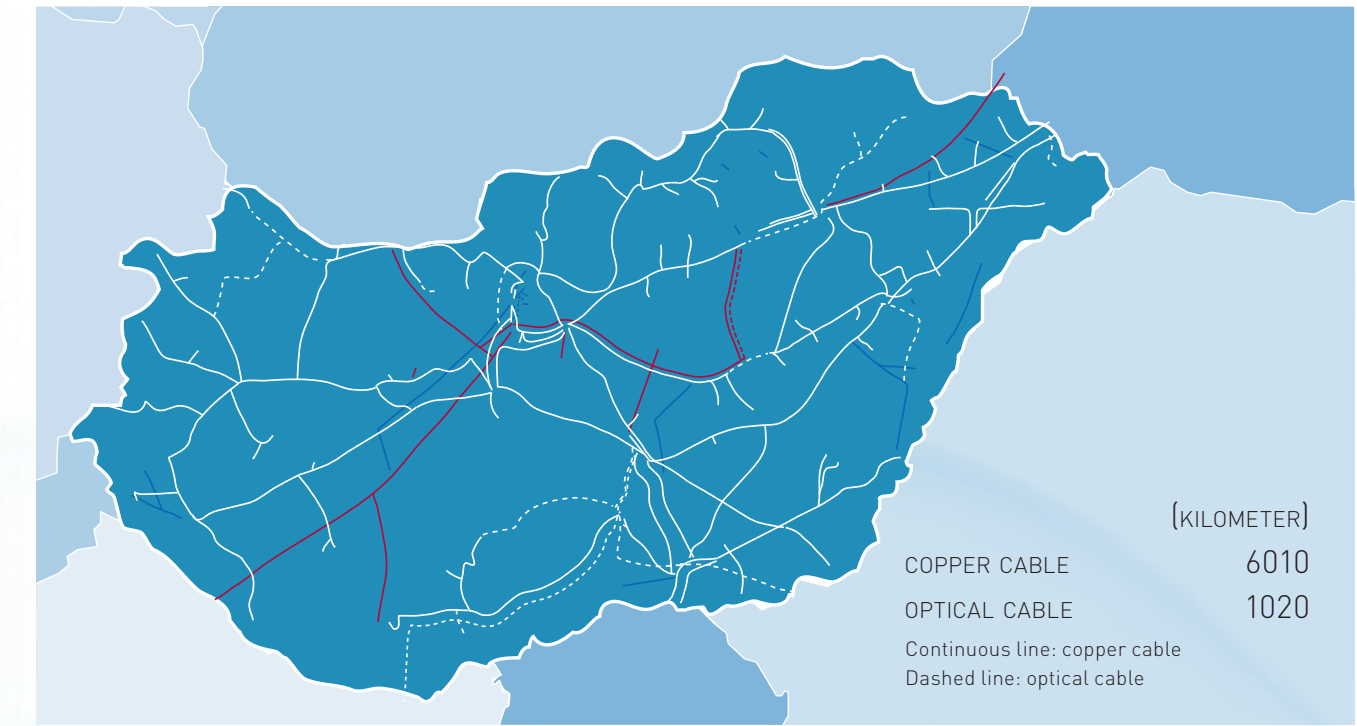 (KILOMETER)
COPPER CABLE 6010
OPTICAL CABLE 1020
Continuous line: copper cable
Dashed line: optical cable